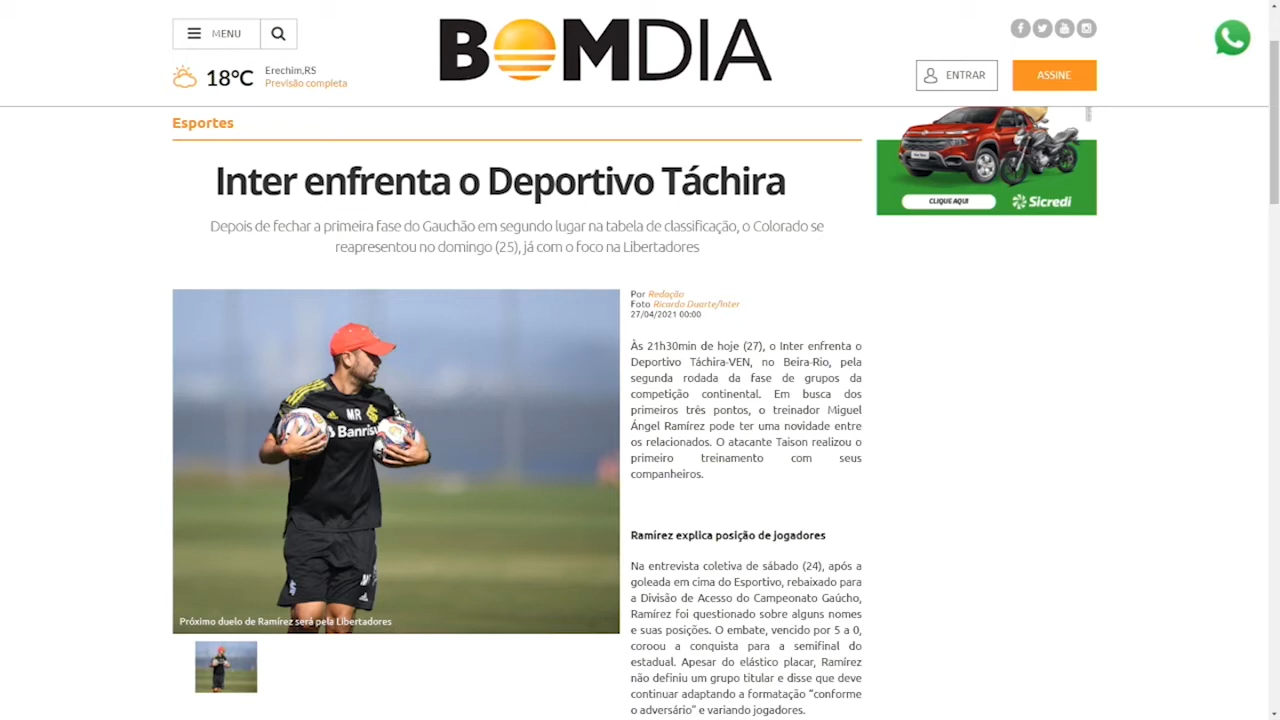 MENU
BOMDIA
18°C
Erechim,RS
Previsão completa
ENTRAR
ASSINE
Esportes
CLIQUE AQUI
Sicredi
Inter enfrenta o Deportivo Táchira
Depois de fechar a primeira fase do Gauchão em segundo lugar na tabela de classificação, o Colorado se
reapresentou no domingo (25), já com o foco na Libertadores
Por Redação
Foto Ricardo Duarte/Inter
27/04/2021 00:00
MR
Banrisu
Próximo duelo de Ramírez será pela Libertadores
Às 21h30min de hoje (27), o Inter enfrenta o
Deportivo Táchira-VEN, no Beira-Rio, pela
segunda rodada da fase de grupos da
competição continental. Em busca dos
primeiros três pontos, o treinador Miguel
Ángel Ramírez pode ter uma novidade entre
os relacionados. O atacante Taison realizou o
primeiro treinamento com seus
companheiros.
Ramírez explica posição de jogadores
Na entrevista coletiva de sábado (24), após a
goleada em cima do Esportivo, rebaixado para
a Divisão de Acesso do Campeonato Gaúcho,
Ramírez foi questionado sobre alguns nomes
e suas posições. O embate, vencido por 5 a 0,
coroou a conquista para a semifinal do
estadual. Apesar do elástico placar, Ramírez
não definiu um grupo titular e disse que deve
continuar adaptando a formatação “conforme
o adversário” e variando jogadores.